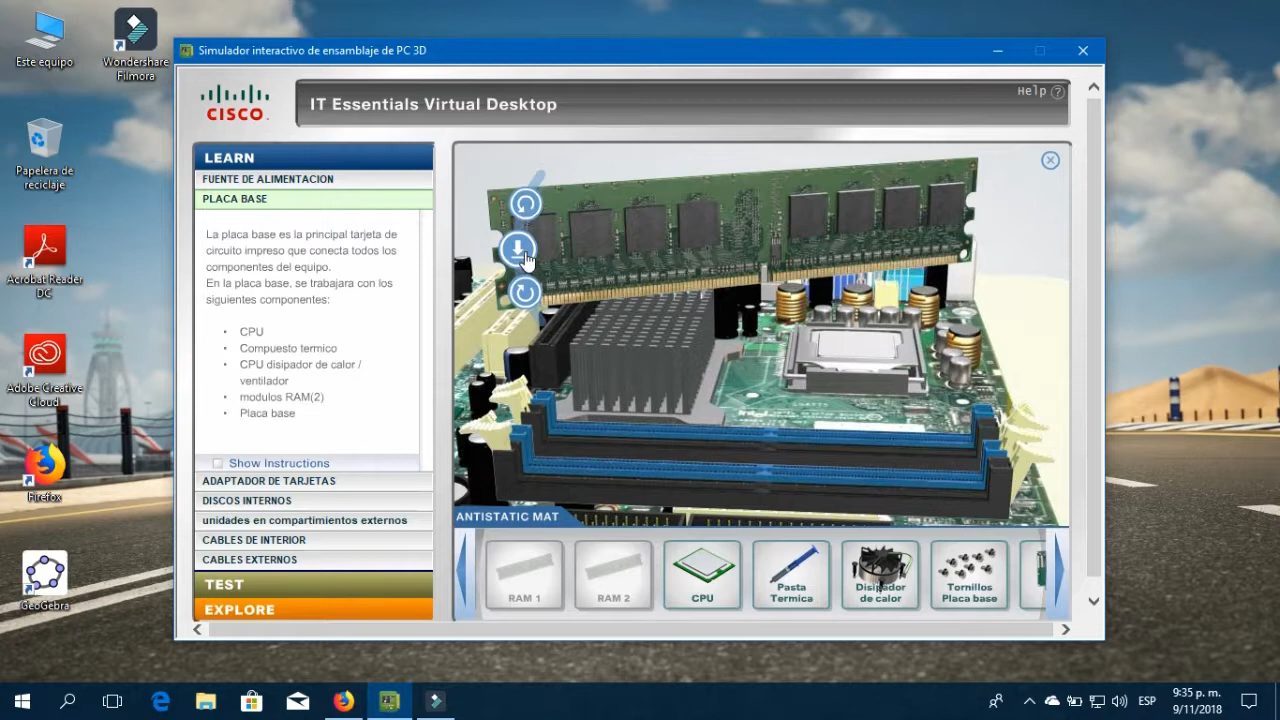 Este equipo
Wondershare
Filmora
Papelera de
reciclaje
Acrobat Reader
DC
Adobe Creative
Cloud
Firefox
GeoGebra
Simulador interactivo de ensamblaje de PC 3D
CISCO
IT Essentials Virtual Desktop
Help ?
LEARN
FUENTE DE ALIMENTACION
PLACA BASE
La placa base es la principal tarjeta de
circuito impreso que conecta todos los
componentes del equipo.
En la placa base, se trabajara con los
siguientes componentes:
• CPU
• Compuesto termico
• CPU disipador de calor /
ventilador
• modulos RAM(2)
• Placa base
Show Instructions
ADAPTADOR DE TARJETAS
DISCOS INTERNOS
unidades en compartimientos externos
CABLES DE INTERIOR
CABLES EXTERNOS
TEST
EXPLORE
ANTISTATIC MAT
RAM 1
RAM 2
CPU
Pasta
Termica
Disipador
de calor
Tornillos
Placa base
ESP
9:35 p. m.
9/11/2018